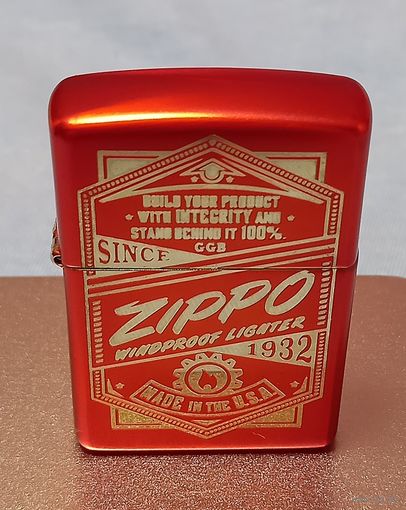 BUILD YOUR PRODUCT
WITH INTEGRITY AND
STAND BEHIND IT 100%.
GGB
SINCE
ZIPPO
WINDPROOF LIGHTER
1932
MADE IN THE U.S.A